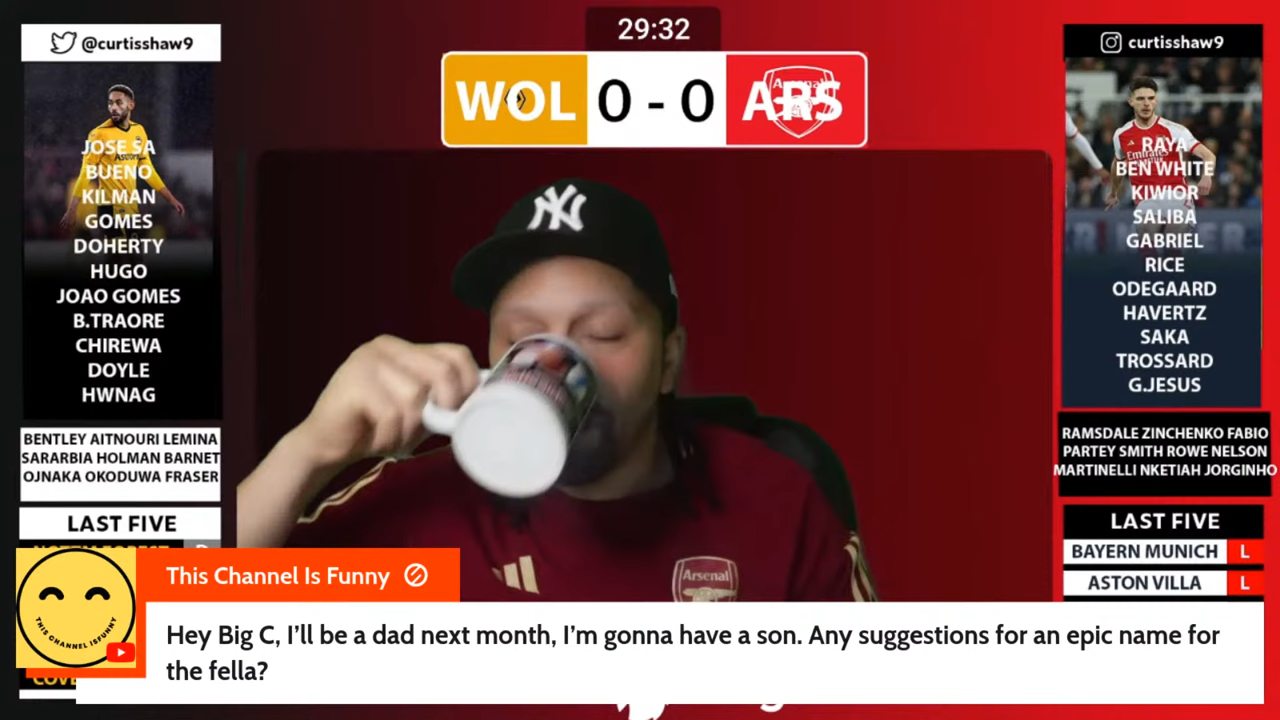 @curtisshaw9
29:32
curtisshaw9
WOL 0 - 0 ARS
NY
JOSE SA
BUENO
KILMAN
GOMES
DOHERTY
HUGO
JOAO GOMES
B.TRAORE
CHIREWA
DOYLE
HWNAG
RAYA
BEN WHITE
KIWIOR
SALIBA
GABRIEL
RICE
ODEGAARD
HAVERTZ
SAKA
TROSSARD
G.JESUS
BENTLEY AITNOURI LEMINA
SARARBIA HOLMAN BARNET
OJNAKA OKODUWA FRASER
RAMSDALE ZINCHENKO FABIO
PARTEY SMITH ROWE NELSON
MARTINELLI NKETIAH JORGINHO
LAST FIVE
LAST FIVE
BAYERN MUNICH L
ASTON VILLA L
Arsenal
THIS CHANNEL ISFUNNY
This Channel Is Funny
Hey Big C, I’ll be a dad next month, I’m gonna have a son. Any suggestions for an epic name for
the fella?